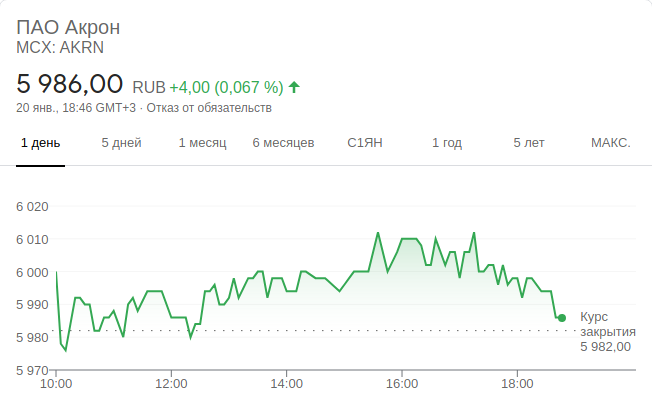 ПАО Акрон
MCX: AKRN
5 986,00 RUB +4,00 (0,067 %)
20 янв., 18:46 GMT+3 · Отказ от обязательств
1 день 5 дней 1 месяц 6 месяцев С1ЯН 1 год 5 лет МАКС.
6 020
6 010
6 000
5 990
5 980
5 970
Курс
закрытия
5 982,00
10:00 12:00 14:00 16:00 18:00